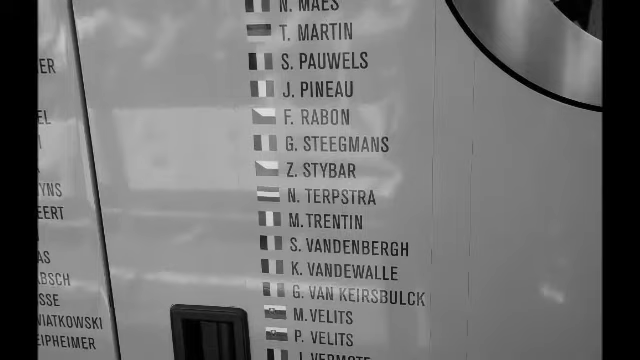 N. MAES
T. MARTIN
S. PAUWELS
J. PINEAU
F. RABON
G. STEEGMANS
Z. STYBAR
N. TERPSTRA
M. TRENTIN
S. VANDENBERGH
K. VANDEWALLE
G. VAN KEIRSBULCK
M. VELITS
P. VELITS
J. VERMOTE
ER
EL
YNS
EERT
AS
ABSCH
SSE
WIATKOWSKI
EIPHEIMER